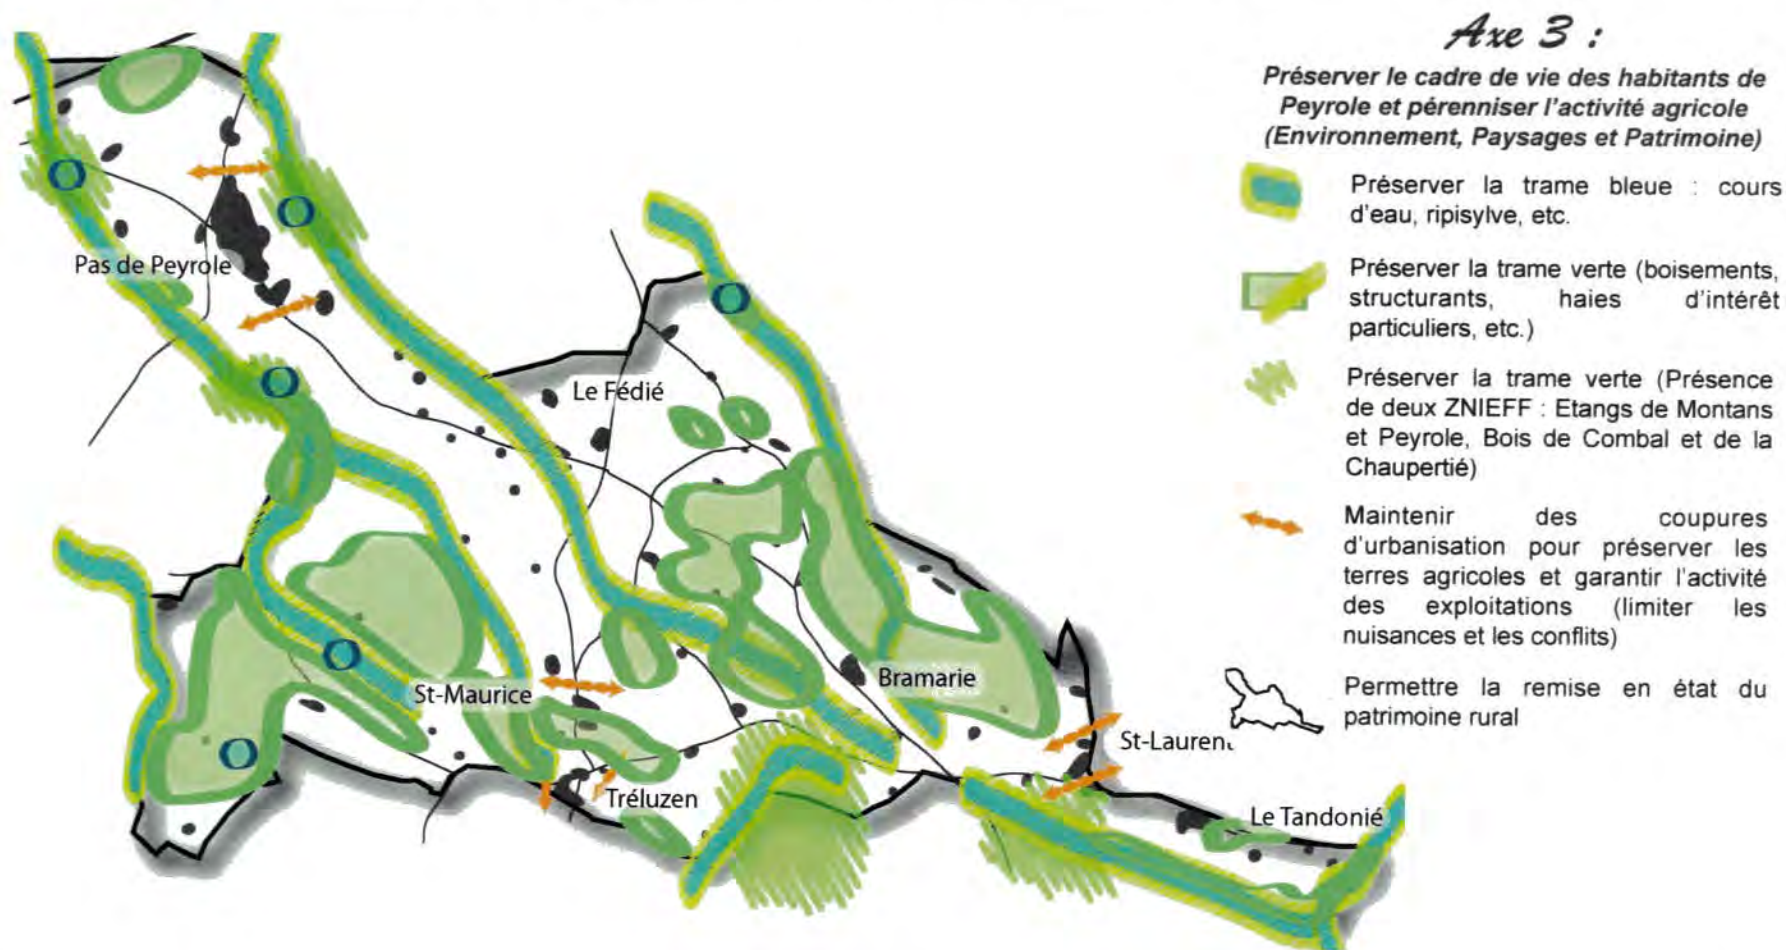 Axe 3 :
Préserver le cadre de vie des habitants de
Peyrole et pérenniser l'activité agricole
(Environnement, Paysages et Patrimoine)
Préserver la trame bleue : cours
d'eau, ripisylve, etc.
Préserver la trame verte (boisements,
structurants, haies d'intérêt
particuliers, etc.)
Préserver la trame verte (Présence
de deux ZNIEFF : Etangs de Montans
et Peyrole, Bois de Combal et de la
Chaupertié)
Maintenir des coupures
d'urbanisation pour préserver les
terres agricoles et garantir l'activité
des exploitations (limiter les
nuisances et les conflits)
Permettre la remise en état du
patrimoine rural
Pas de Peyrole
Le Fédié
St-Maurice
Bramarie
St-Laurent
Tréluzen
Le Tandonié